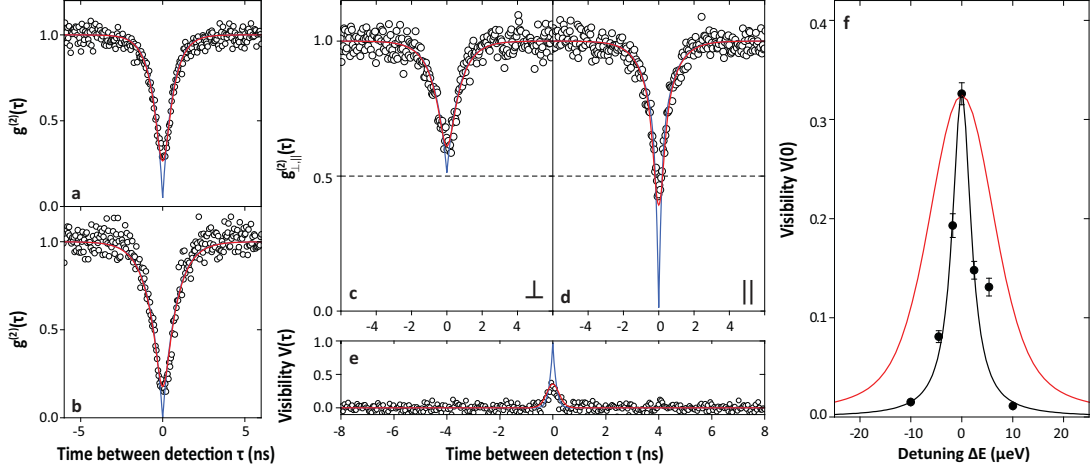 1.0
0.5
0.0
g⁽²⁾(τ)
a
1.0
0.5
0.0
g⁽²⁾(τ)
b
-5 0 5
Time between detection τ (ns)
1.0
0.5
0.0
g⁽²⁾⊥,||(τ)
c ⊥
d ||
-4 -2 0 2 4
-4 -2 0 2 4
1.0
0.5
0.0
Visibility V(τ)
e
-8 -6 -4 -2 0 2 4 6 8
Time between detection τ (ns)
f
0.4
0.3
0.2
0.1
0.0
Visibility V(0)
-20 -10 0 10 20
Detuning ΔE (μeV)